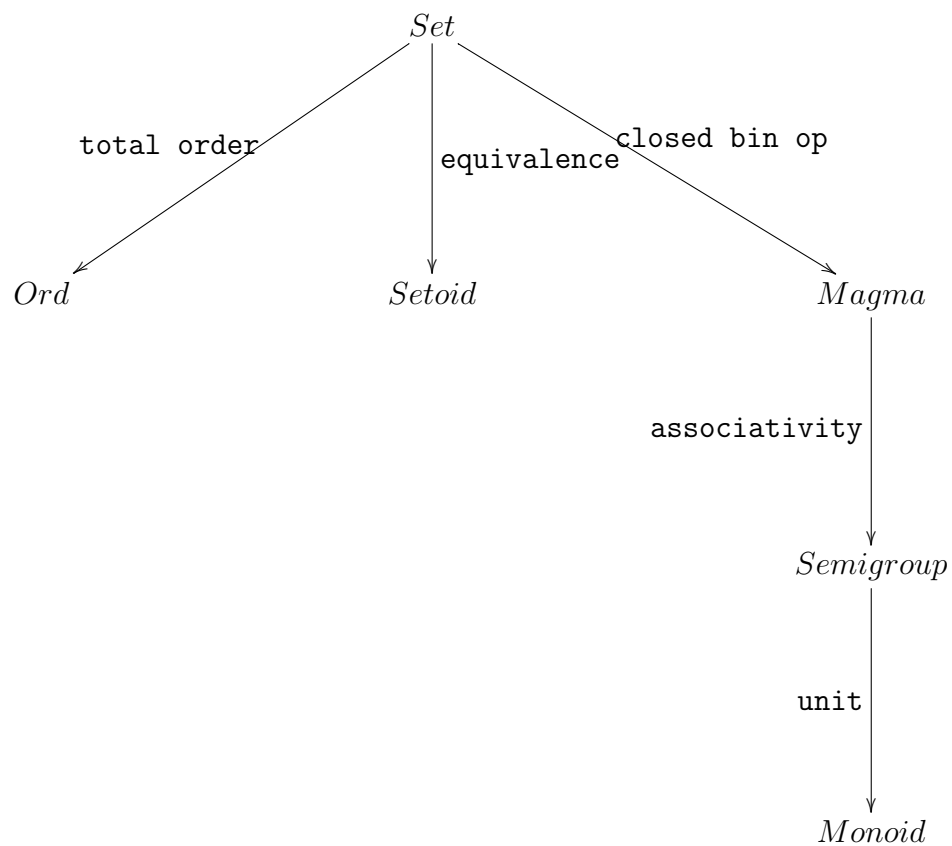 Set
total order
equivalence
closed bin op
Ord
Setoid
Magma
associativity
Semigroup
unit
Monoid